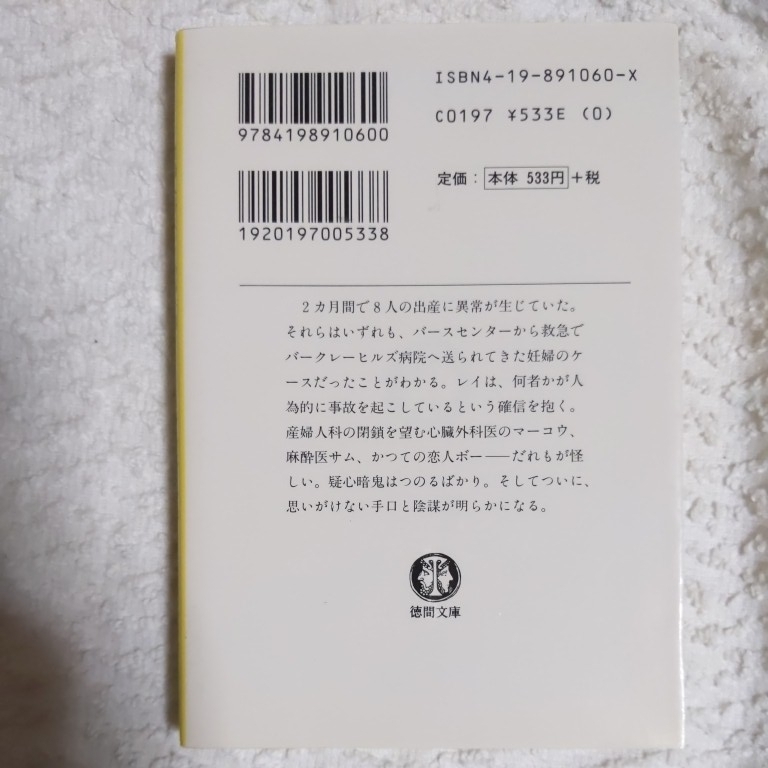 ISBN4-19-891060-X
9784198910600
C0197 ¥533E (0)
定価：本体 533円＋税
1920197005338
2カ月間で8人の出産に異常が生じていた。
それらはいずれも、バースセンターから救急で
バークレーヒルズ病院へ送られてきた妊婦のケ
ースだったことがわかる。レイは、何者かが人
為的に事故を起こしているという確信を抱く。
産婦人科の閉鎖を望む心臓外科医のマーコウ、
麻酔医サム、かつての恋人ボー――だれもが怪
しい。疑心暗鬼はつのるばかり。そしてついに、
思いがけない手口と陰謀が明らかになる。
徳間文庫